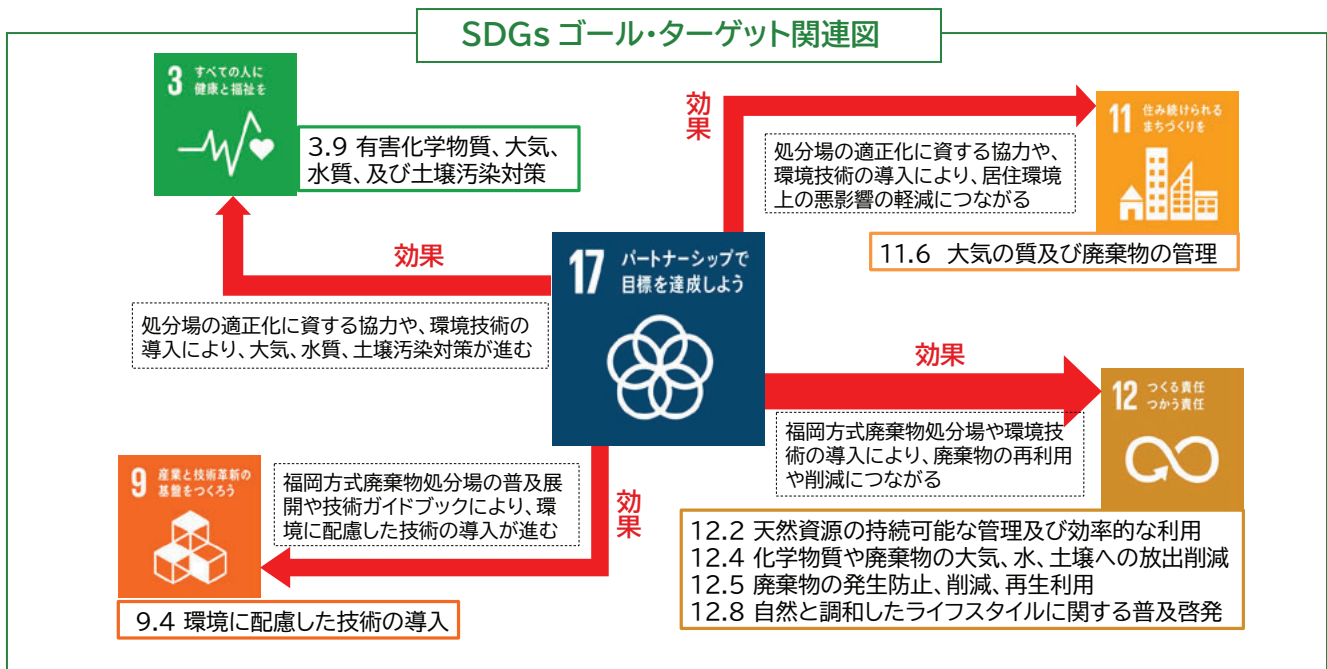 SDGs ゴール・ターゲット関連図
3 すべての人に
健康と福祉を
3.9 有害化学物質、大気、
水質、及び土壌汚染対策
効果
処分場の適正化に資する協力や、環境技術の
導入により、大気、水質、土壌汚染対策が進む
効果
処分場の適正化に資する協力や、
環境技術の導入により、居住環境
上の悪影響の軽減につながる
11 住み続けられる
まちづくりを
11.6 大気の質及び廃棄物の管理
17 パートナーシップで
目標を達成しよう
効果
福岡方式廃棄物処分場や環境技
術の導入により、廃棄物の再利用
や削減につながる
12 つくる責任
つかう責任
12.2 天然資源の持続可能な管理及び効率的な利用
12.4 化学物質や廃棄物の大気、水、土壌への放出削減
12.5 廃棄物の発生防止、削減、再生利用
12.8 自然と調和したライフスタイルに関する普及啓発
9 産業と技術革新の
基盤をつくろう
福岡方式廃棄物処分場の普及展
開や技術ガイドブックにより、環
境に配慮した技術の導入が進む
効果
9.4 環境に配慮した技術の導入